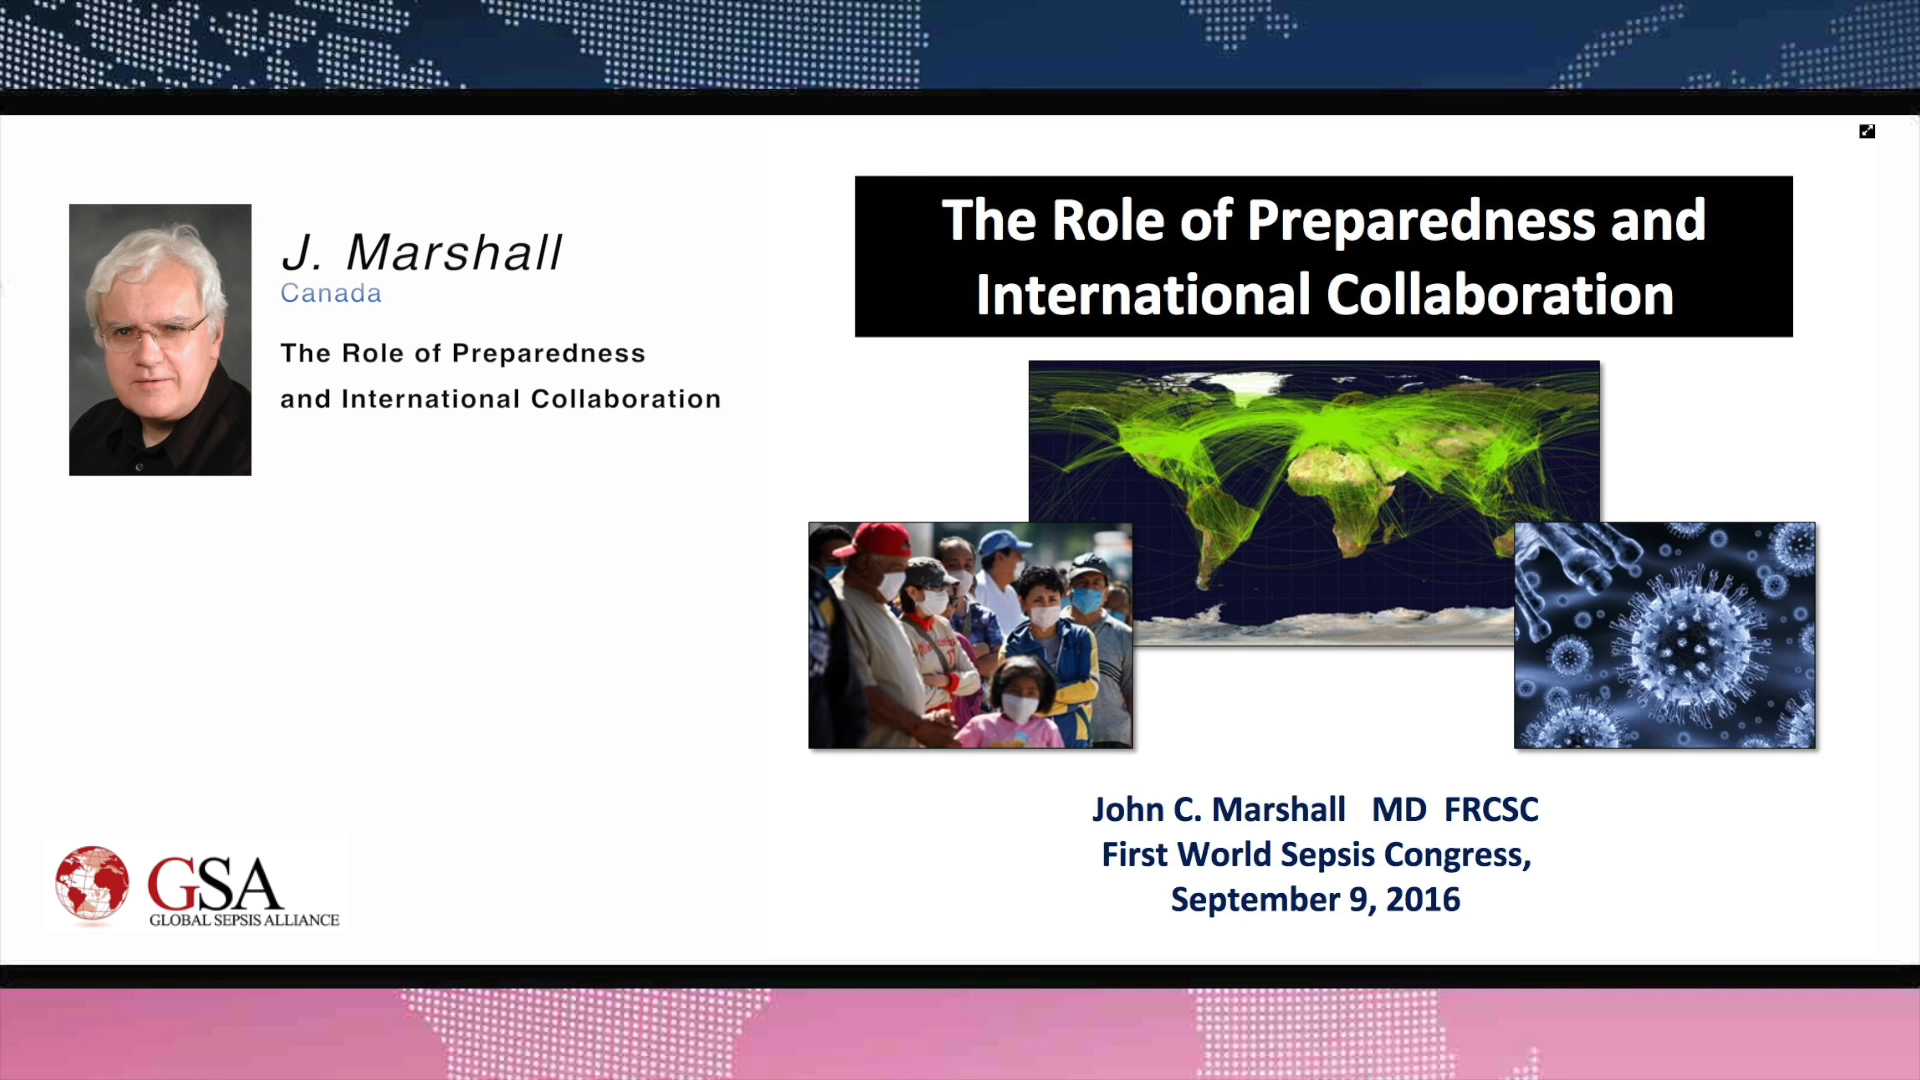 J. Marshall
Canada
The Role of Preparedness
and International Collaboration
GSA
GLOBAL SEPSIS ALLIANCE
The Role of Preparedness and
International Collaboration
John C. Marshall MD FRCSC
First World Sepsis Congress,
September 9, 2016